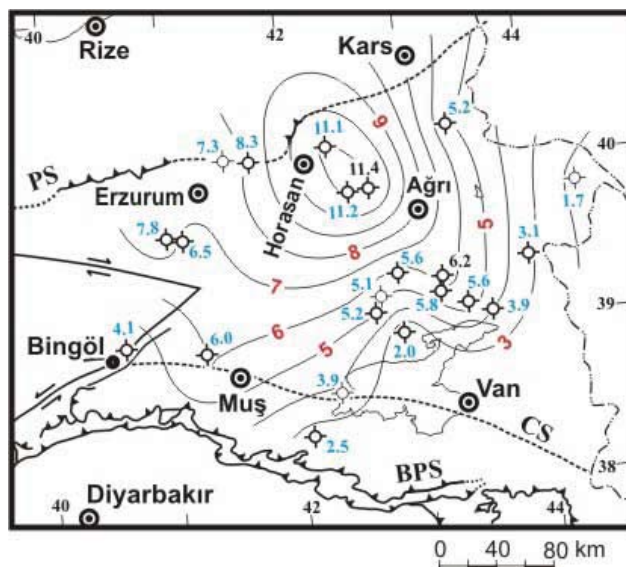 40
42
44
Rize
Kars
40
5.2
11.1
9
7.3
8.3
11.4
1.7
PS
Horasan
11.2
Ağrı
Erzurum
5
7.8
6.5
8
3.1
7
5.6
6.2
39
5.1
5.8
5.6
3.9
5.2
4.1
6.0
6
2.0
3
Bingöl
5
Muş
3.9
Van
CS
2.5
BPS
38
Diyarbakır
40
42
44
0 40 80 km